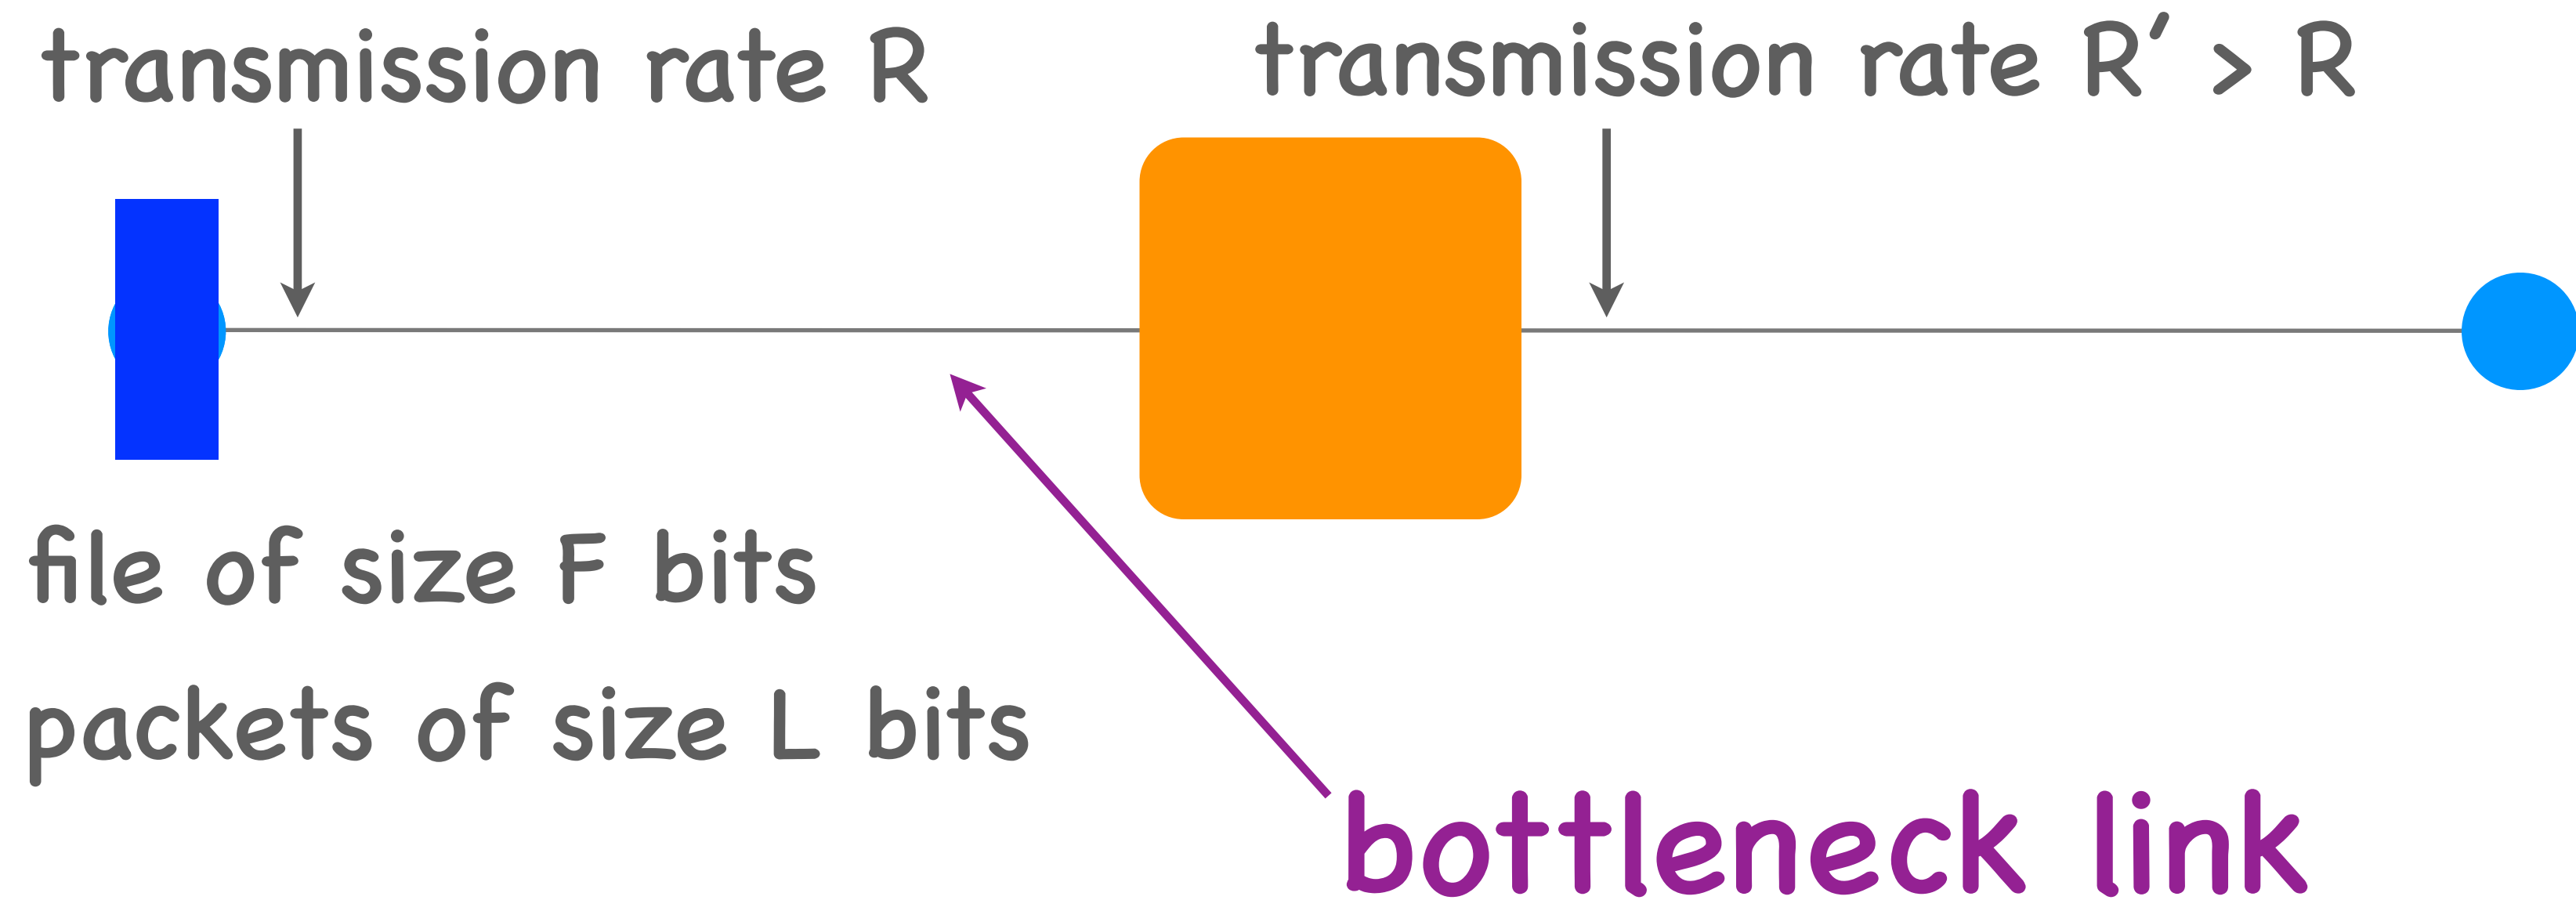 transmission rate R
transmission rate R′ > R
file of size F bits
packets of size L bits
bottleneck link